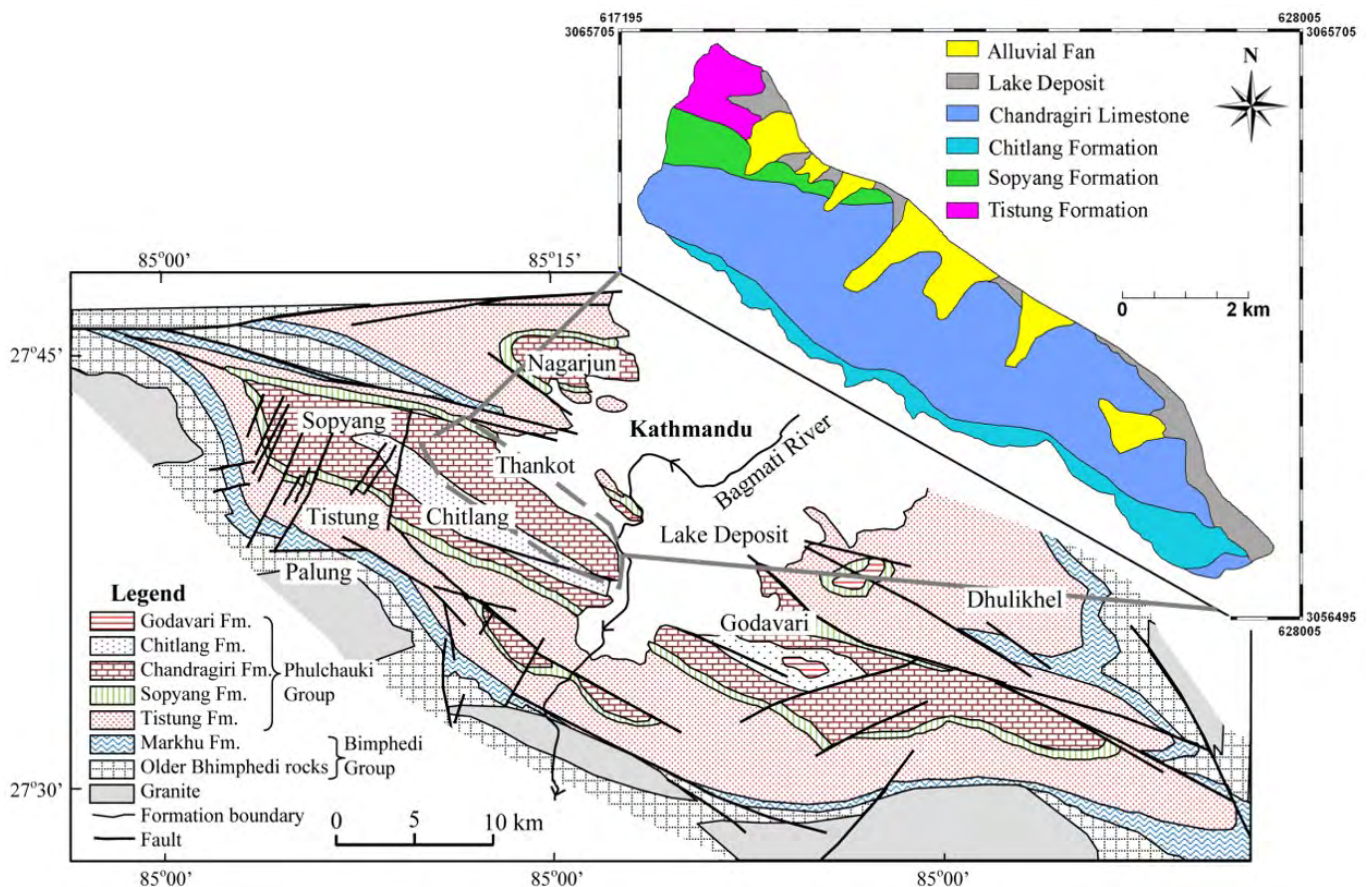 617195
628005
3065705
3065705
Alluvial Fan
Lake Deposit
Chandragiri Limestone
Chitlang Formation
Sopyang Formation
Tistung Formation
N
0
2 km
3056495
628005
85°00’
85°15’
27°45’
27°30’
Nagarjun
Sopyang
Kathmandu
Thankot
Bagmati River
Tistung
Chitlang
Lake Deposit
Palung
Godavari
Dhulikhel
Legend
Godavari Fm.
Chitlang Fm.
Chandragiri Fm.
Sopyang Fm.
Tistung Fm.
Phulchauki
Group
Markhu Fm.
Older Bhimphedi rocks
Bimphedi
Group
Granite
Formation boundary
Fault
0
5
10 km
85°00’
85°00’
85°00’